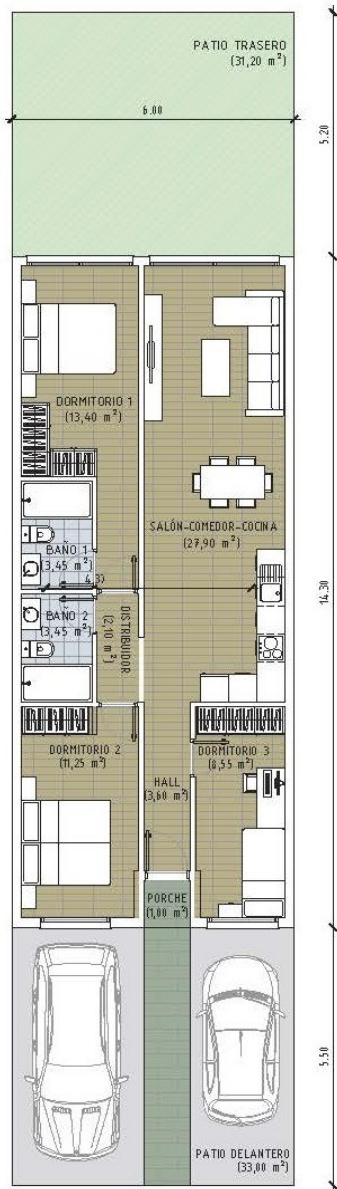 PATIO TRASERO
(31,20 m²)
6.00
5.20
DORMITORIO 1
(13,40 m²)
SALÓN-COMEDOR-COCINA
(27,90 m²)
BAÑO 1
(3,45 m²)
14.30
BAÑO 2
(3,45 m²)
DISTRIBUIDOR
(2,10 m²)
DORMITORIO 2
(11,25 m²)
DORMITORIO 3
(8,55 m²)
HALL
(3,60 m²)
PORCHE
(1,00 m²)
5.50
PATIO DELANTERO
(33,00 m²)